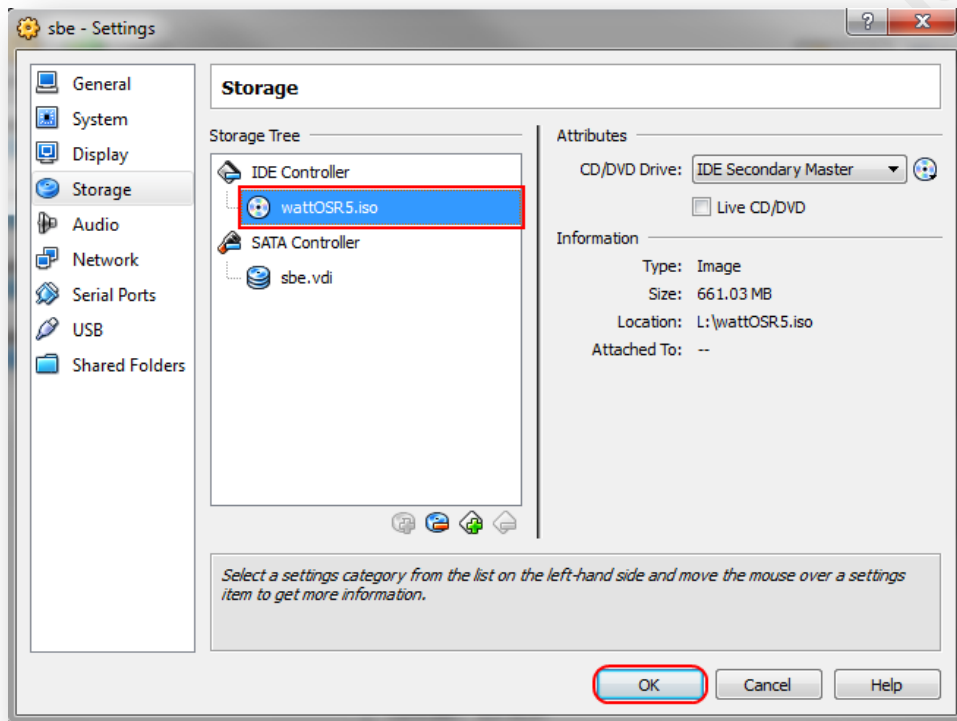 sbe - Settings
General
System
Display
Storage
Audio
Network
Serial Ports
USB
Shared Folders
Storage
Storage Tree
IDE Controller
wattOSR5.iso
SATA Controller
sbe.vdi
Attributes
CD/DVD Drive: IDE Secondary Master
Live CD/DVD
Information
Type: Image
Size: 661.03 MB
Location: L:\wattOSR5.iso
Attached To: --
Select a settings category from the list on the left-hand side and move the mouse over a settings
item to get more information.
OK Cancel Help